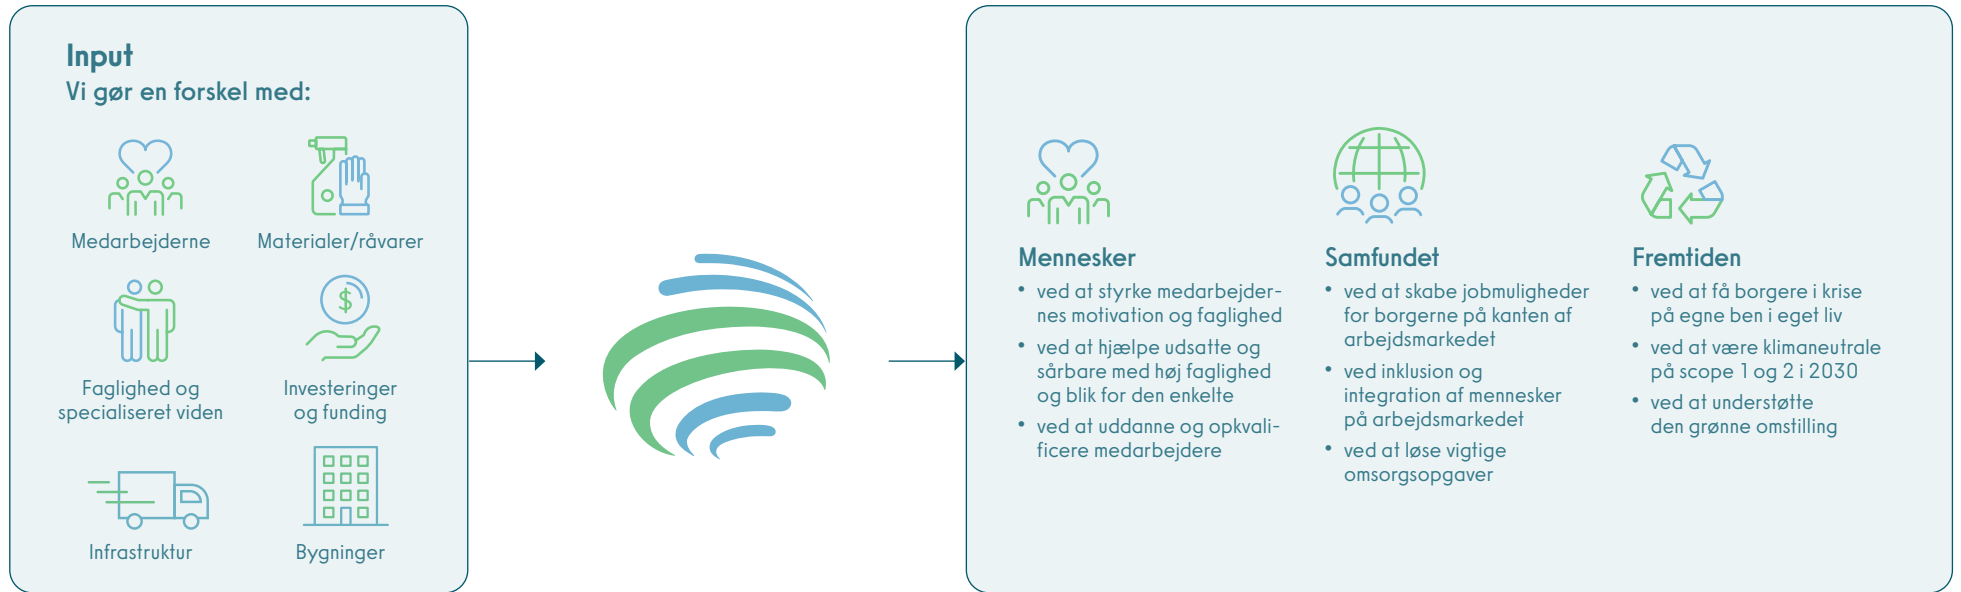 Input
Vi gør en forskel med:
Medarbejderne
Materialer/råvarer
Faglighed og
specialiseret viden
Investeringer
og funding
Infrastruktur
Bygninger
Mennesker
• ved at styrke medarbejder-
nes motivation og faglighed
• ved at hjælpe udsatte og
sårbare med høj faglighed
og blik for den enkelte
• ved at uddanne og opkvali-
ficere medarbejdere
Samfundet
• ved at skabe jobmuligheder
for borgerne på kanten af
arbejdsmarkedet
• ved inklusion og
integration af mennesker
på arbejdsmarkedet
• ved at løse vigtige
omsorgsopgaver
Fremtiden
• ved at få borgere i krise
på egne ben i eget liv
• ved at være klimaneutrale
på scope 1 og 2 i 2030
• ved at understøtte
den grønne omstilling